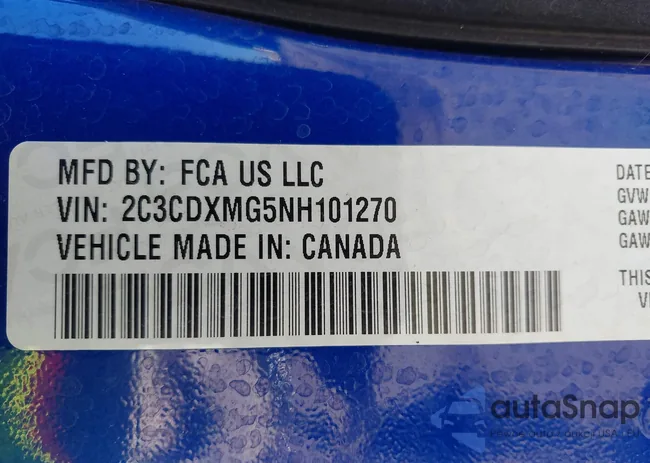 MFD BY: FCA US LLC
VIN: 2C3CDXMG5NH101270
VEHICLE MADE IN: CANADA
DATE
GVW
GAW
GAW
THIS
autoSnap